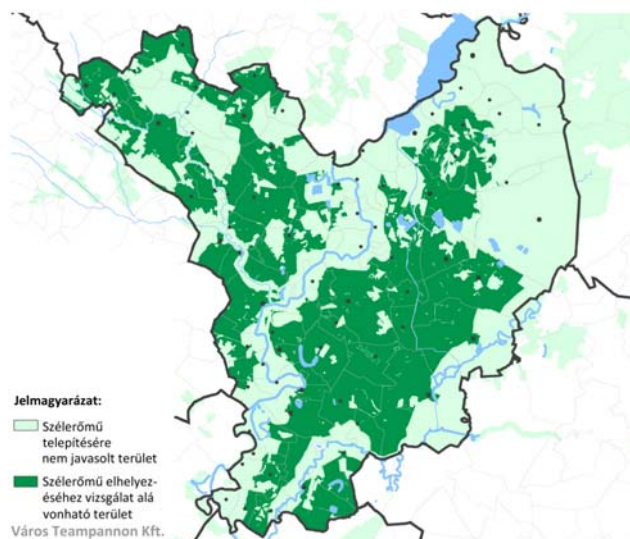 Jelmagyarázat:
Szélerőmű
telepítésére
nem javasolt terület
Szélerőmű elhelyez-
éséhez vizsgálat alá
vonható terület
Város Teampannon Kft.